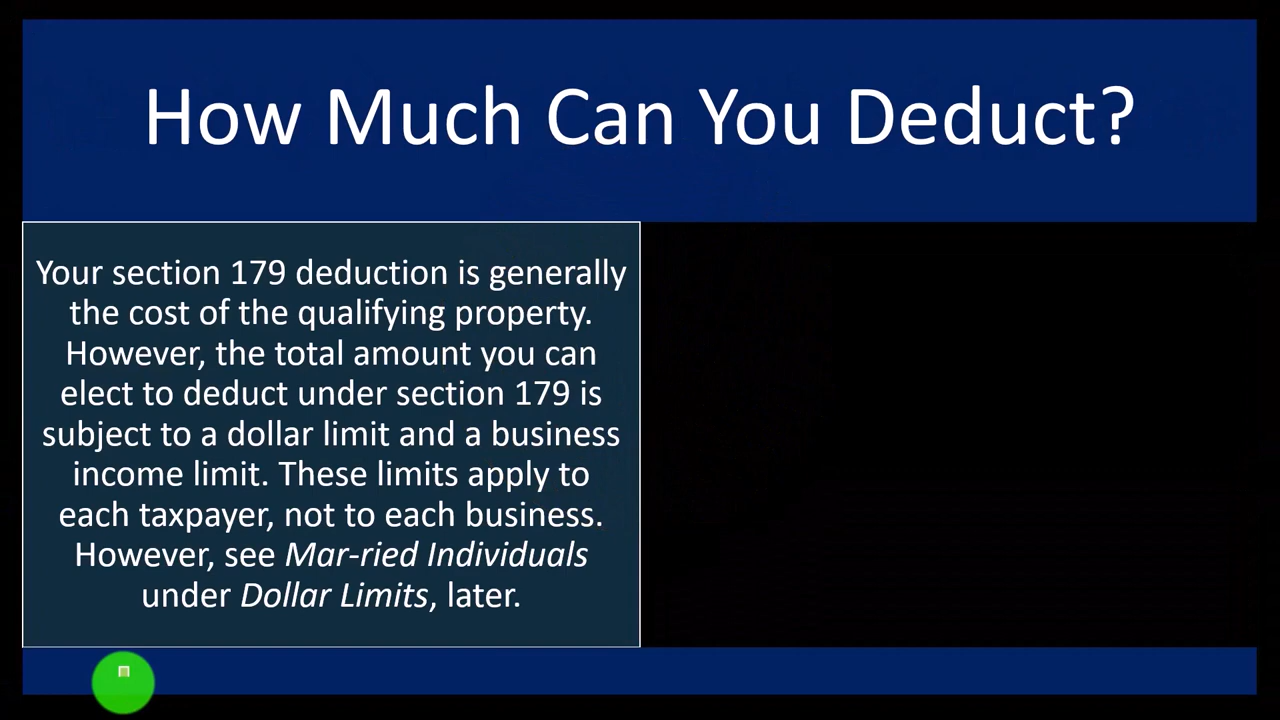 How Much Can You Deduct?
Your section 179 deduction is generally
the cost of the qualifying property.
However, the total amount you can
elect to deduct under section 179 is
subject to a dollar limit and a business
income limit. These limits apply to
each taxpayer, not to each business.
However, see Mar-ried Individuals
under Dollar Limits, later.